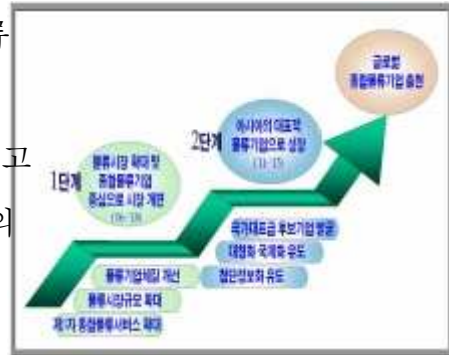 류
고
의
글로벌
종합물류기업 출현
2단계
아시아의 대표적
물류기업으로 성장
1단계
물류시장 확대 및
종합물류기업
중심으로 시장 개편
국가대표급 후보기업 발굴
대형화 국제화 유도
첨단정보화 유도
물류기업체질 개선
물류시장규모 확대
제3자 종합물류서비스 확대